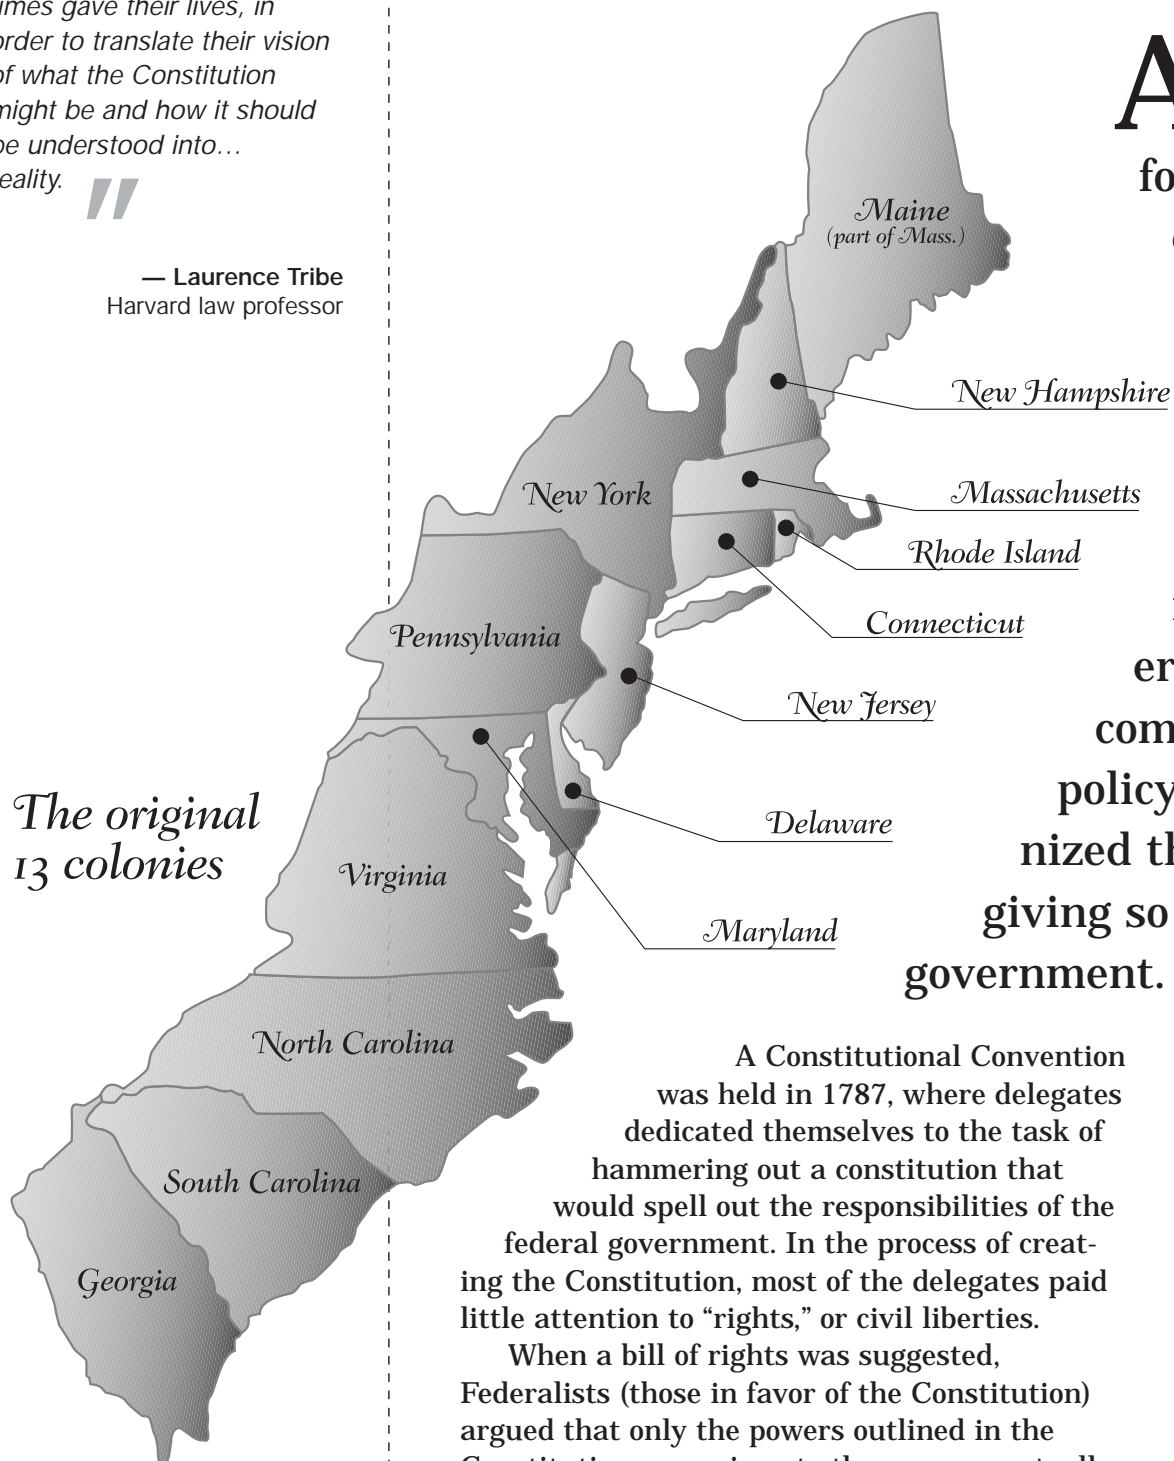 imes gave their lives, in
order to translate their vision
of what the Constitution
might be and how it should
be understood into…
eality.
"
— Laurence Tribe
Harvard law professor
A
fo
Maine
(part of Mass.)
New Hampshire
New York
Massachusetts
Rhode Island
Connecticut
Pennsylvania
New Jersey
The original
13 colonies
Delaware
Virginia
Maryland
North Carolina
South Carolina
Georgia
er
com
policy
nized th
giving so
government.
A Constitutional Convention
was held in 1787, where delegates
dedicated themselves to the task of
hammering out a constitution that
would spell out the responsibilities of the
federal government. In the process of creat-
ing the Constitution, most of the delegates paid
little attention to “rights,” or civil liberties.
When a bill of rights was suggested,
Federalists (those in favor of the Constitution)
argued that only the powers outlined in the